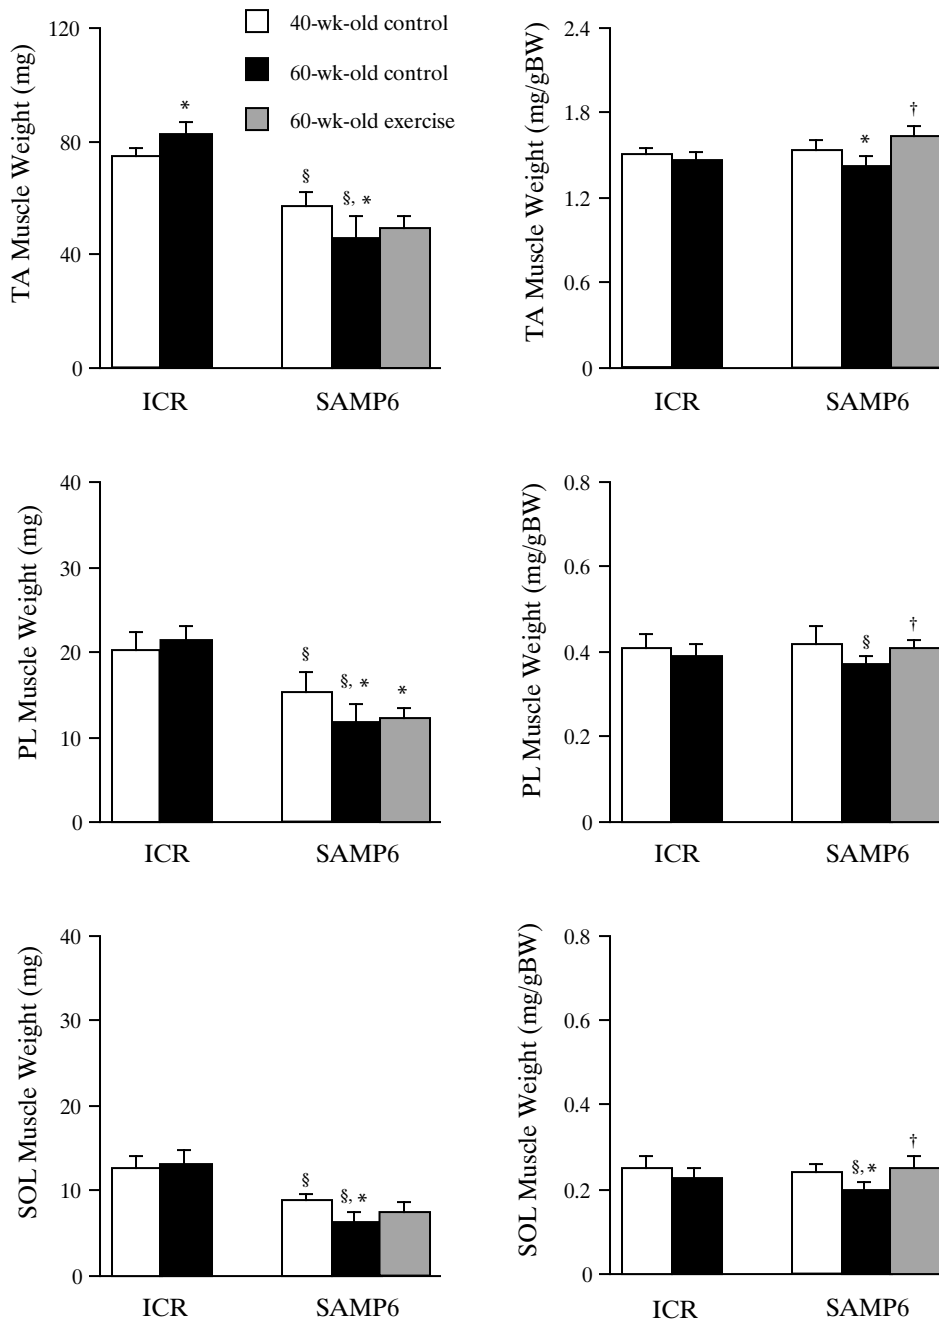 40-wk-old control
60-wk-old control
60-wk-old exercise
TA Muscle Weight (mg)
120
80
40
0
*
§
§, *
ICR
SAMP6
TA Muscle Weight (mg/gBW)
2.4
1.8
1.2
0.6
0
*
†
ICR
SAMP6
PL Muscle Weight (mg)
40
30
20
10
0
§
§, *
*
ICR
SAMP6
PL Muscle Weight (mg/gBW)
0.8
0.6
0.4
0.2
0
§
†
ICR
SAMP6
SOL Muscle Weight (mg)
40
30
20
10
0
§
§, *
ICR
SAMP6
SOL Muscle Weight (mg/gBW)
0.8
0.6
0.4
0.2
0
§, *
†
ICR
SAMP6